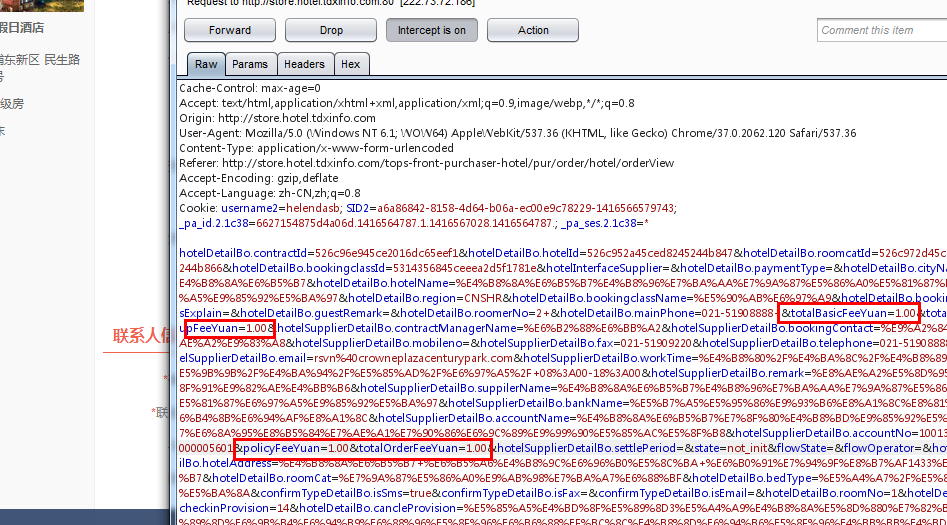 Request to http://store.hotel.tdxinfo.com:80 [222.73.72.186]
Forward
Drop
Intercept is on
Action
Comment this item
Raw
Params
Headers
Hex
假日酒店
浦东新区 民生路
号
级房
联系人信
*
*联
Cache-Control: max-age=0
Accept: text/html,application/xhtml+xml,application/xml;q=0.9,image/webp,*/*;q=0.8
Origin: http://store.hotel.tdxinfo.com
User-Agent: Mozilla/5.0 (Windows NT 6.1; WOW64) AppleWebKit/537.36 (KHTML, like Gecko) Chrome/37.0.2062.120 Safari/537.36
Content-Type: application/x-www-form-urlencoded
Referer: http://store.hotel.tdxinfo.com/tops-front-purchaser-hotel/pur/order/hotel/orderView
Accept-Encoding: gzip,deflate
Accept-Language: zh-CN,zh;q=0.8
Cookie: username2=helendasb; SID2=a6a86842-8158-4d64-b06a-ec00e9c78229-1416566579743;
_pa_id.2.1c38=6627154875d4a06d.1416564787.1.1416567028.1416564787.; _pa_ses.2.1c38=*
hotelDetailBo.contractId=526c96e945ce2016dc65eef1&hotelDetailBo.hotelId=526c952a45ced8245244b847&hotelDetailBo.roomcatId=526c972d45c
244b866&hotelDetailBo.bookingclassId=5314356845ceeea2d5f1781e&hotelInterfaceSupplier=&hotelDetailBo.paymentType=&hotelDetailBo.cityNa
E4%B8%8A%E6%B5%B7&hotelDetailBo.hotelName=%E4%B8%8A%E6%B5%B7%E4%B8%96%E7%BA%AA%E7%9A%87%E5%86%A0%E5%81%87%
%A5%E9%85%92%E5%BA%97&hotelDetailBo.region=CNSHR&hotelDetailBo.bookingclassName=%E5%90%AB%E6%97%A9&hotelDetailBo.bookin
sExplain=&hotelDetailBo.guestRemark=&hotelDetailBo.roomerNo=2+&hotelDetailBo.mainPhone=021-51908888&totalBasicFeeYuan=1.00&tota
upFeeYuan=1.00&hotelSupplierDetailBo.contractManagerName=%E6%B2%88%E6%BB%A2&hotelSupplierDetailBo.bookingContact=%E9%A2%84
AE%A2%E9%83%A8&hotelSupplierDetailBo.mobileno=&hotelSupplierDetailBo.fax=021-51909220&hotelSupplierDetailBo.telephone=021-5190888
elSupplierDetailBo.email=rsvn%40crowneplazacenturypark.com&hotelSupplierDetailBo.workTime=%E4%B8%80%2F%E4%BA%8C%2F%E4%B8%89
E5%9B%9B%2F%E4%BA%94%2F%E5%85%AD%2F%E6%97%A5%2F+08%3A00-18%3A00&hotelSupplierDetailBo.remark=%E8%AE%A2%E5%8D%95
8F%91%E9%82%AE%E4%BB%B6&hotelSupplierDetailBo.suppilerName=%E4%B8%8A%E6%B5%B7%E4%B8%96%E7%BA%AA%E7%9A%87%E5%86
E5%81%87%E6%97%A5%E9%85%92%E5%BA%97&hotelSupplierDetailBo.bankName=%E5%B7%A5%E5%95%86%E9%93%B6%E8%A1%8C%E8%81
6%B4%8B%E6%94%AF%E8%A1%8C&hotelSupplierDetailBo.accountName=%E4%B8%8A%E6%B5%B7%E7%8F%80%E4%B8%BD%E9%85%92%E5
7%E6%8A%95%E8%B5%84%E7%AE%A1%E7%90%86%E6%9C%89%E9%99%90%E5%85%AC%E5%8F%B8&hotelSupplierDetailBo.accountNo=10013
000005601&policyFeeYuan=1.00&totalOrderFeeYuan=1.00&hotelSupplierDetailBo.settlePeriod=&state=not_init&flowState=&flowOperator=&hot
ilBo.hotelAddress=%E4%B8%8A%E6%B5%B7+%E6%B5%A6%E4%B8%9C%E6%96%B0%E5%8C%BA+%E6%B0%91%E7%94%9F%E8%B7%AF1433%E
%B7&hotelDetailBo.roomCat=%E7%9A%87%E5%86%A0%E9%AB%98%E7%BA%A7%E6%88%BF&hotelDetailBo.bedType=%E5%A4%A7%2F%E5
%E5%BA%8A&confirmTypeDetailBo.isSms=true&confirmTypeDetailBo.isFax=&confirmTypeDetailBo.isEmail=&hotelDetailBo.roomNo=1&hotelDet
checkinProvision=14&hotelDetailBo.cancleProvision=%E5%A5%A5%E4%BD%8F%E5%89%D3%E5%A4%A9%E4%B8%8A%E5%8D%880%E7%82%